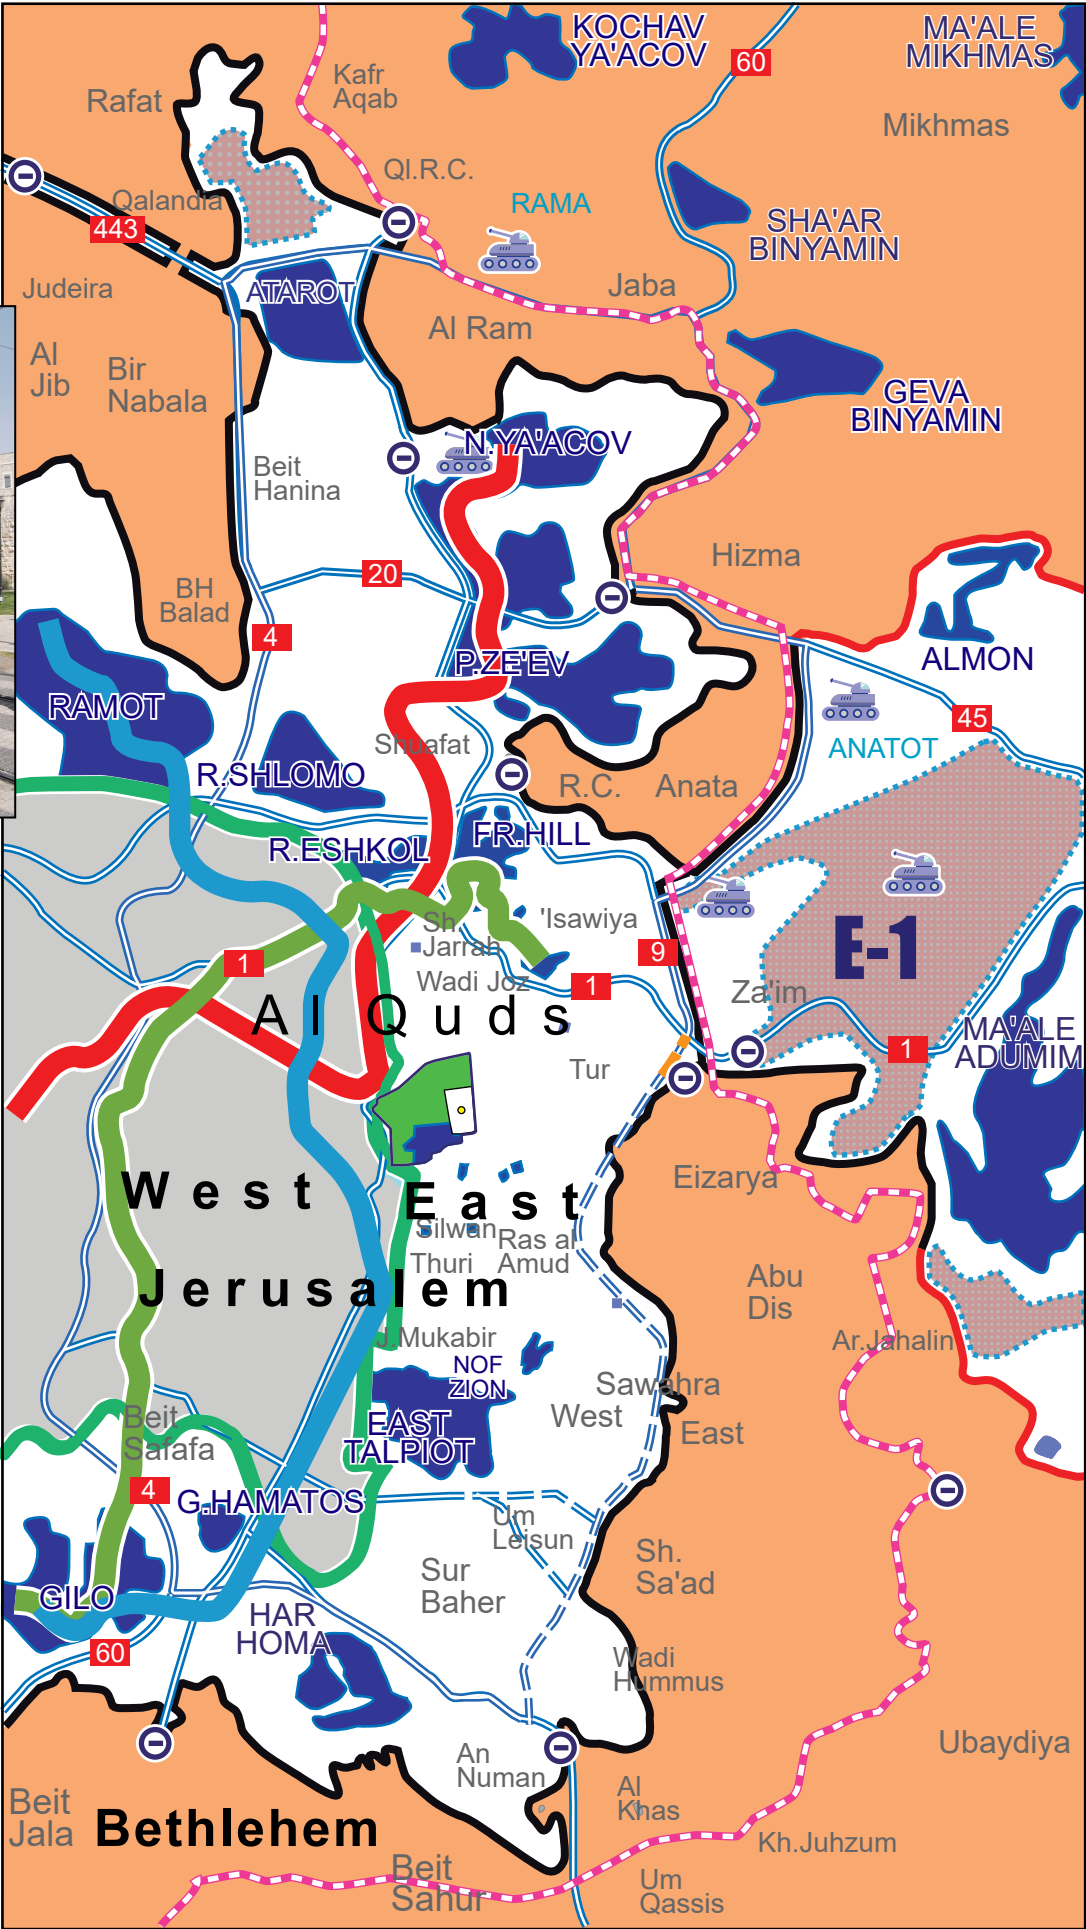 KOCHAV
YA'ACOV
MA'ALE
MIKHMAS
60
Kafr
Aqab
Rafat
Mikhmas
Ql.R.C.
RAMA
Qalandia
443
SHA'AR
BINYAMIN
Judeira
ATAROT
Jaba
Al Ram
Al
Jib
Bir
Nabala
GEVA
BINYAMIN
N.YA'ACOV
Beit
Hanina
Hizma
20
BH
Balad
4
P.ZE'EV
ALMON
RAMOT
45
Shuafat
ANATOT
R.SHLOMO
R.C.
Anata
R.ESHKOL
FR.HILL
Sh.
Jarrah
'Isawiya
E-1
1
9
Wadi Joz
1
Za'im
Al Quds
MA'ALE
ADUMIM
1
Tur
West
East
Eizarya
Silwan
Ras al
Amud
Thuri
Abu
Dis
Jerusalem
J.Mukabir
Ar.Jahalin
NOF
ZION
Sawahra
West
East
Beit
Safafa
EAST
TALPIOT
4
G.HAMATOS
Um
Leisun
Sh.
Sa'ad
Sur
Baher
GILO
HAR
HOMA
60
Wadi
Hummus
Ubaydiya
An
Numan
Al
Khas
Beit
Jala
Bethlehem
Kh.Juhzum
Beit
Sahur
Um
Qassis